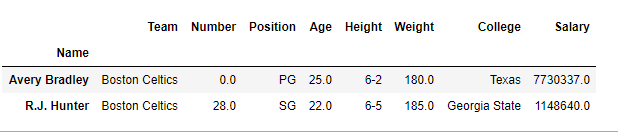 Team Number Position Age Height Weight College Salary
Name
Avery Bradley Boston Celtics 0.0 PG 25.0 6-2 180.0 Texas 7730337.0
R.J. Hunter Boston Celtics 28.0 SG 22.0 6-5 185.0 Georgia State 1148640.0